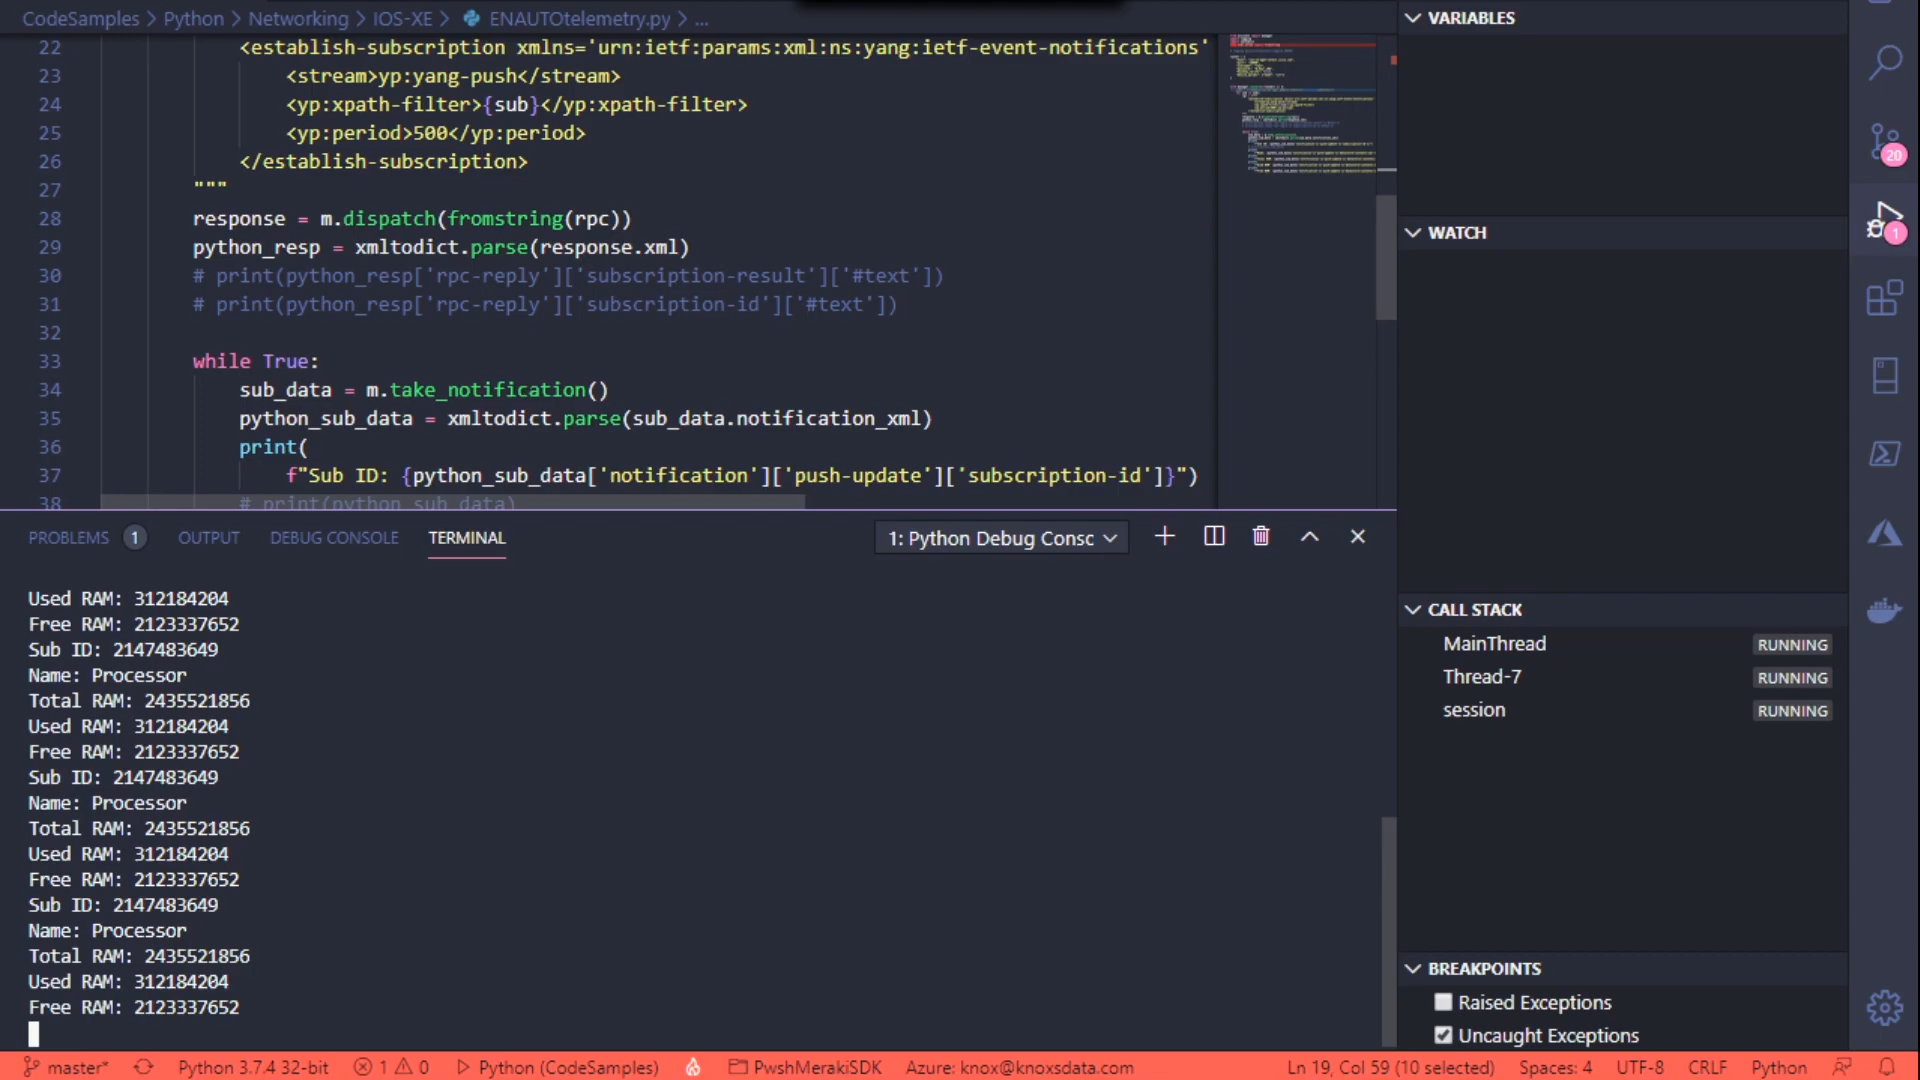 CodeSamples > Python > Networking > IOS-XE > ENAUTOtelemetry.py > ...
22 <establish-subscription xmlns='urn:ietf:params:xml:ns:yang:ietf-event-notifications'
23 <stream>yp:yang-push</stream>
24 <yp:xpath-filter>{sub}</yp:xpath-filter>
25 <yp:period>500</yp:period>
26 </establish-subscription>
27 """
28 response = m.dispatch(fromstring(rpc))
29 python_resp = xmltodict.parse(response.xml)
30 # print(python_resp['rpc-reply']['subscription-result']['#text'])
31 # print(python_resp['rpc-reply']['subscription-id']['#text'])
32
33 while True:
34 sub_data = m.take_notification()
35 python_sub_data = xmltodict.parse(sub_data.notification_xml)
36 print(
37 f"Sub ID: {python_sub_data['notification']['push-update']['subscription-id']}")
38 # print(python_sub_data)
PROBLEMS 1 OUTPUT DEBUG CONSOLE TERMINAL 1: Python Debug Consc
Used RAM: 312184204
Free RAM: 2123337652
Sub ID: 2147483649
Name: Processor
Total RAM: 2435521856
Used RAM: 312184204
Free RAM: 2123337652
Sub ID: 2147483649
Name: Processor
Total RAM: 2435521856
Used RAM: 312184204
Free RAM: 2123337652
Sub ID: 2147483649
Name: Processor
Total RAM: 2435521856
Used RAM: 312184204
Free RAM: 2123337652
VARIABLES
WATCH
CALL STACK
MainThread RUNNING
Thread-7 RUNNING
session RUNNING
BREAKPOINTS
Raised Exceptions
Uncaught Exceptions
20
1
master* Python 3.7.4 32-bit 1 0 Python (CodeSamples) PwshMerakiSDK Azure: knox@knoxsdata.com Ln 19, Col 59 (10 selected) Spaces: 4 UTF-8 CRLF Python